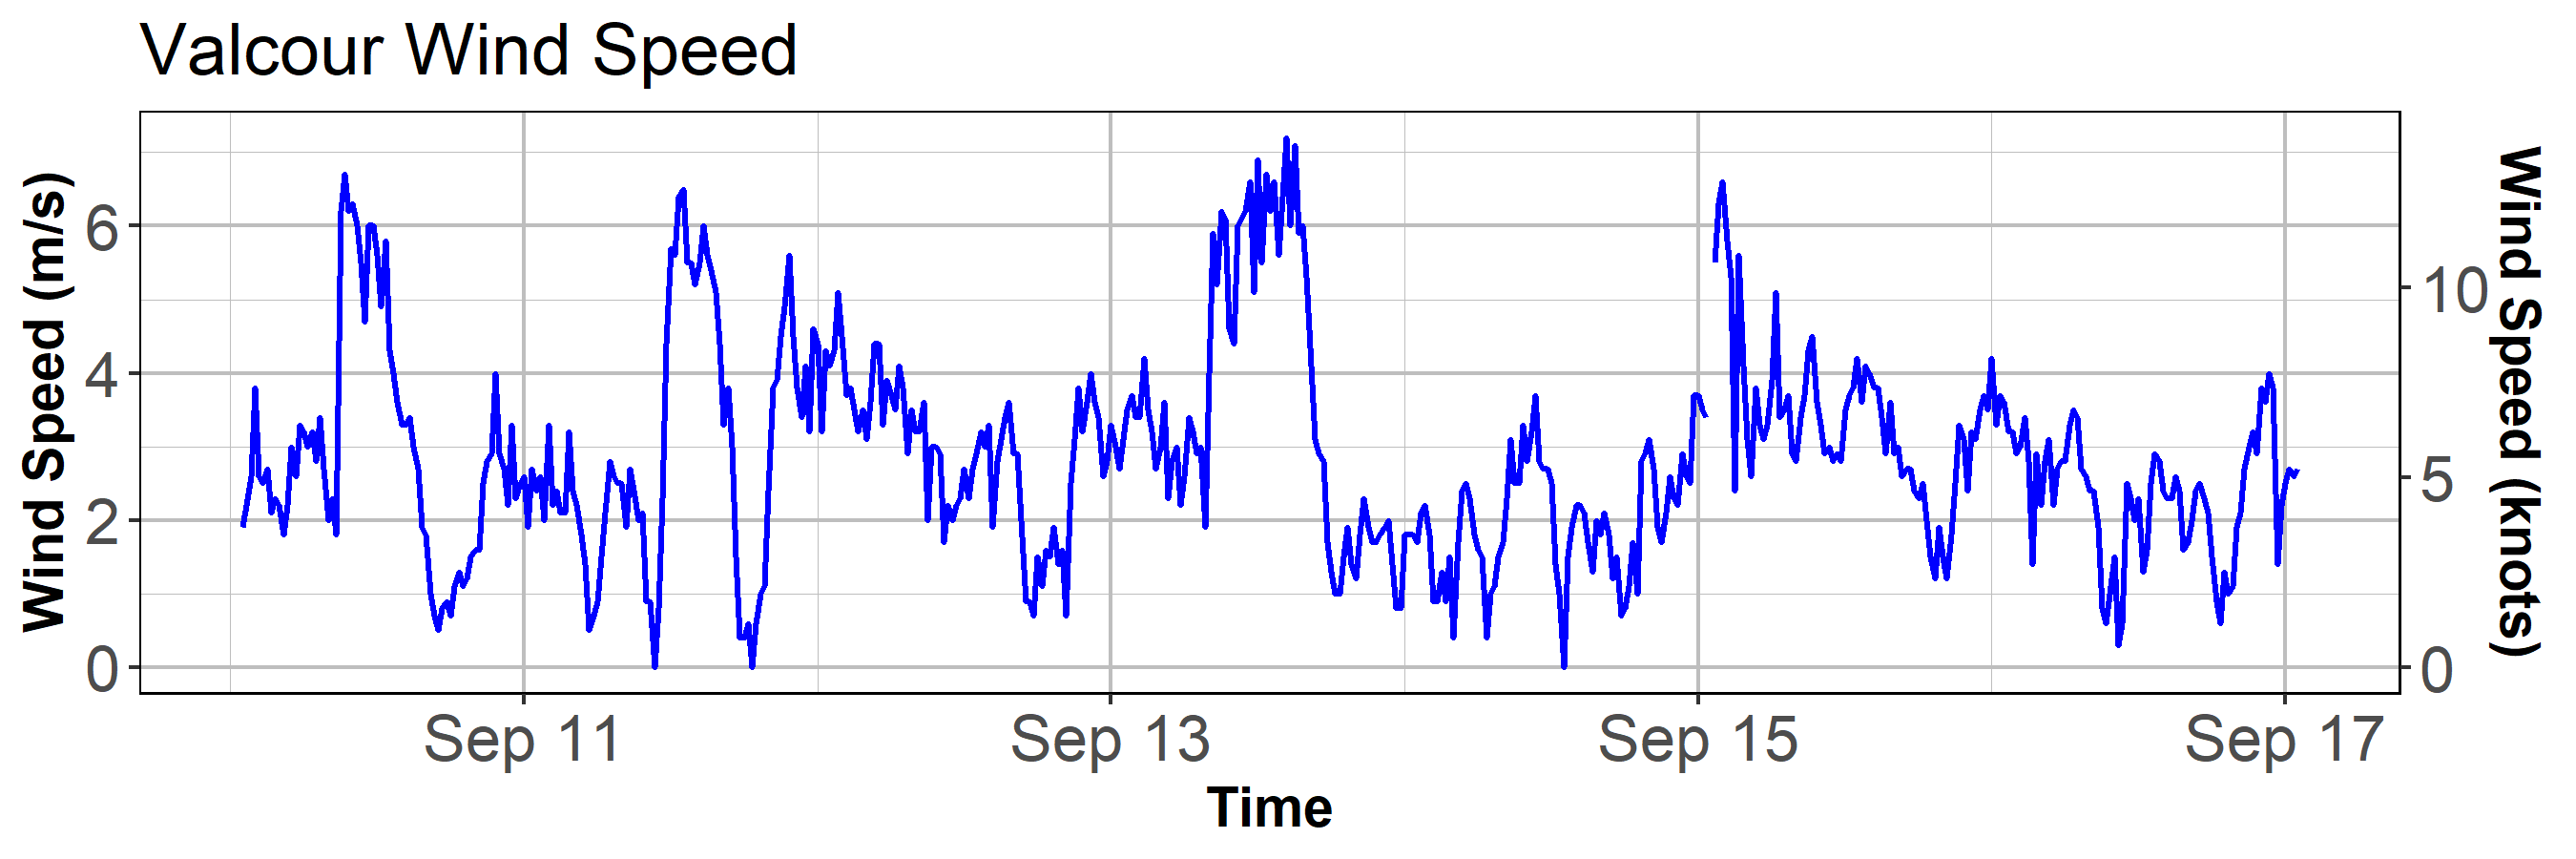 Valcour Wind Speed
Wind Speed (m/s)
6
4
2
0
10
5
0
Wind Speed (knots)
Sep 11
Sep 13
Sep 15
Sep 17
Time